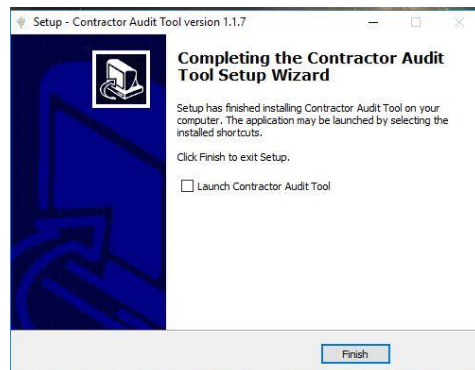 Setup - Contractor Audit Tool version 1.1.7
Completing the Contractor Audit
Tool Setup Wizard
Setup has finished installing Contractor Audit Tool on your
computer. The application may be launched by selecting the
installed shortcuts.
Click Finish to exit Setup.
Launch Contractor Audit Tool
Finish